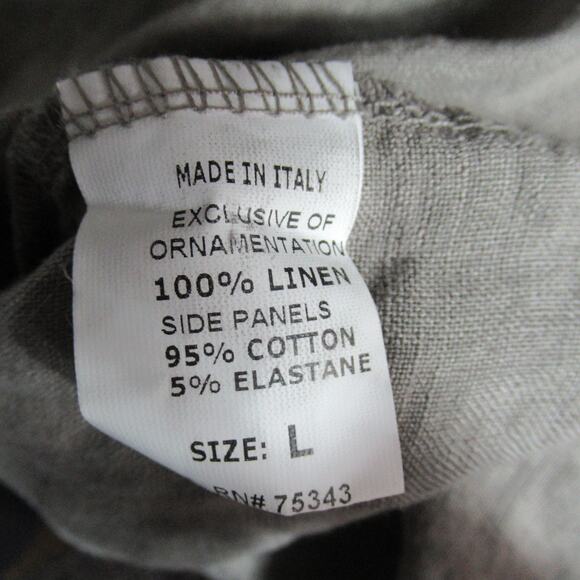 MADE IN ITALY
EXCLUSIVE OF
ORNAMENTATION
100% LINEN
SIDE PANELS
95% COTTON
5% ELASTANE
SIZE: L
RN# 75343